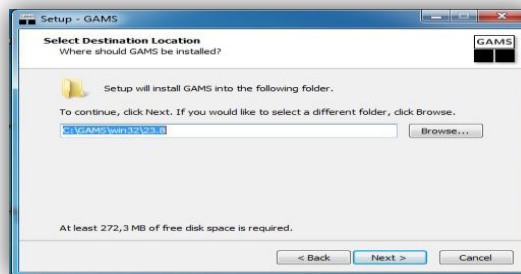 Setup - GAMS
Select Destination Location
Where should GAMS be installed?
GAMS
Setup will install GAMS into the following folder.
To continue, click Next. If you would like to select a different folder, click Browse.
C:\GAMS\win32\23.8
Browse...
At least 272,3 MB of free disk space is required.
< Back
Next >
Cancel